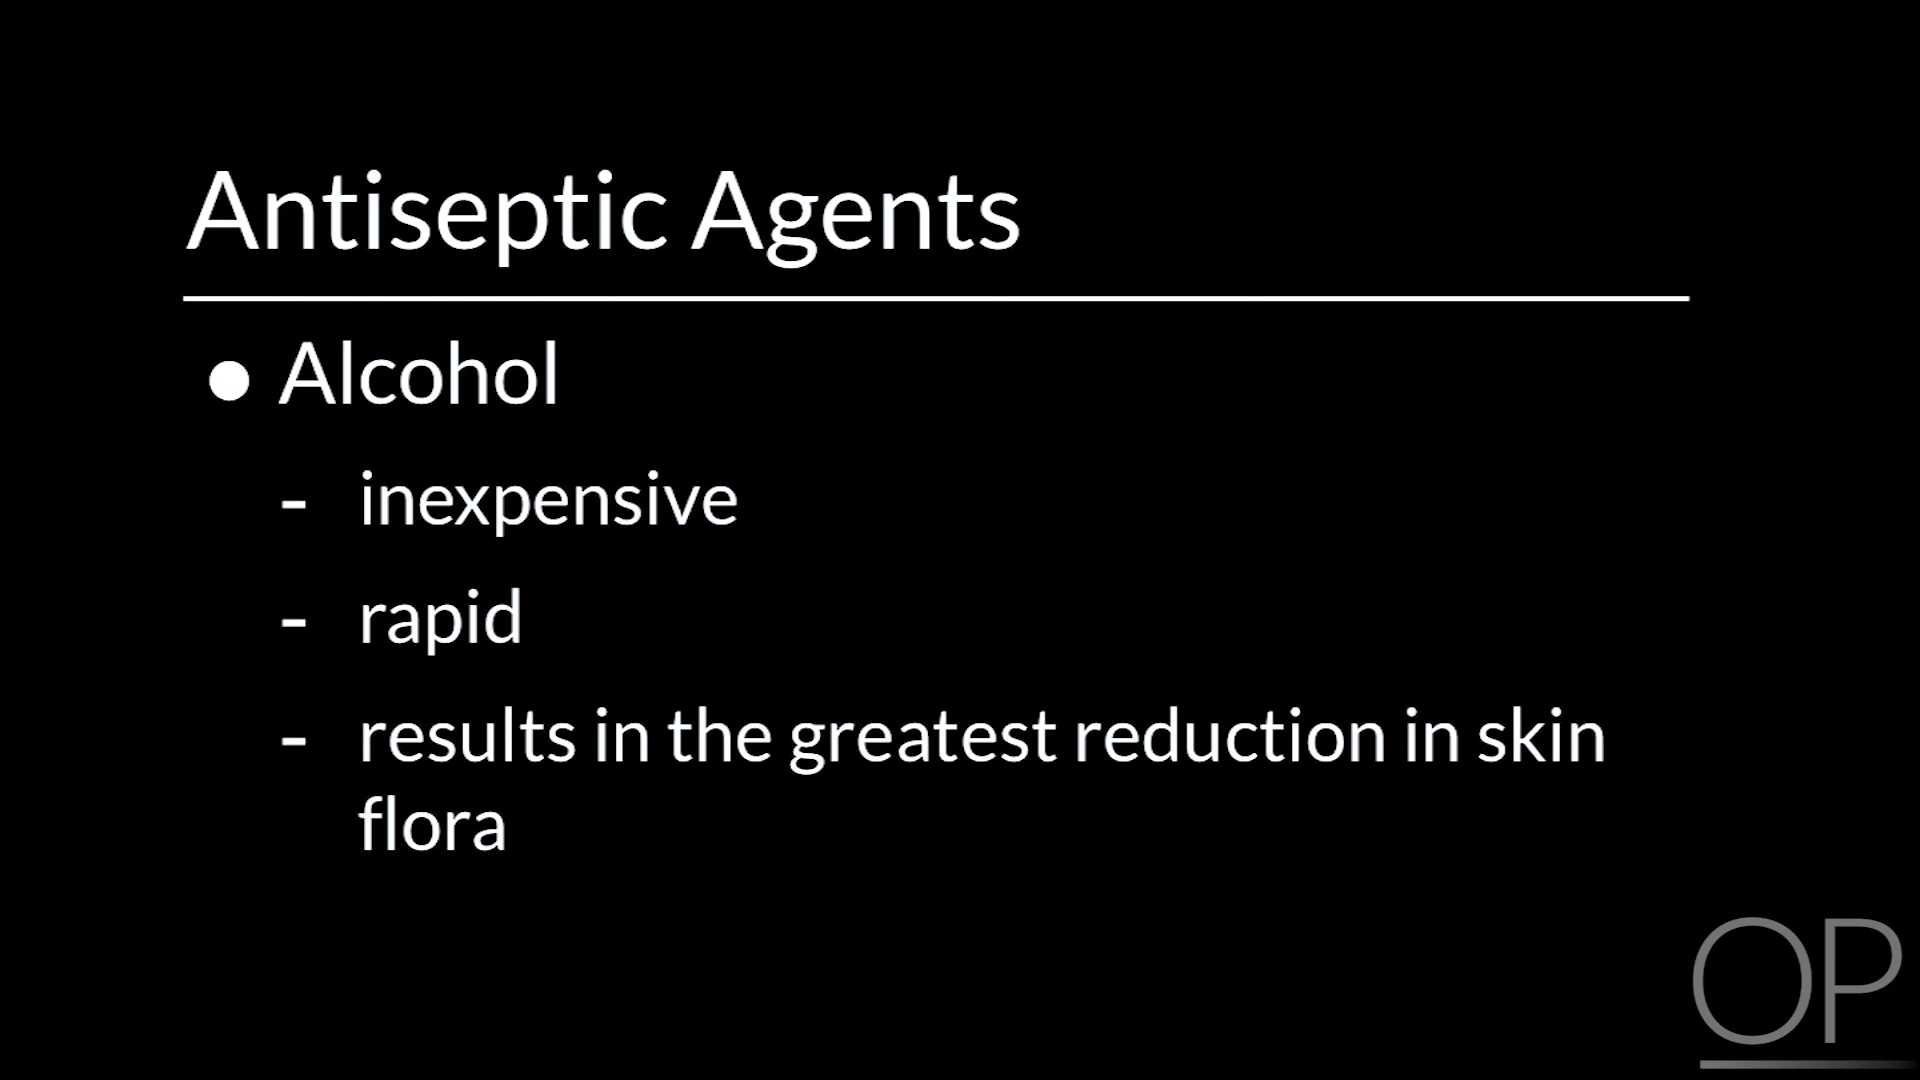 Antiseptic Agents
● Alcohol
- inexpensive
- rapid
- results in the greatest reduction in skin
flora
OP